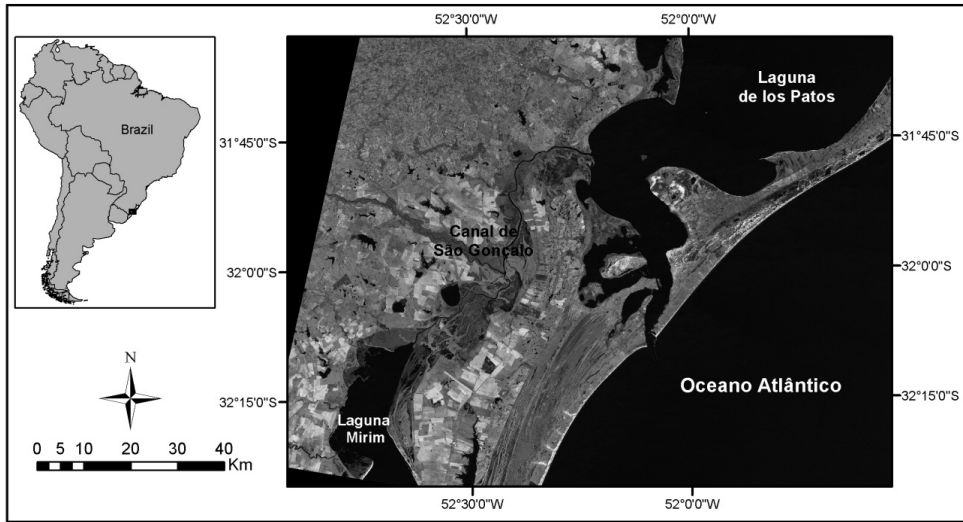 52°30'0"W
52°0'0"W
Brazil
Laguna
de los Patos
31°45'0"S
31°45'0"S
Canal de
São Gonçalo
32°0'0"S
32°0'0"S
N
Oceano Atlântico
32°15'0"S
32°15'0"S
Laguna
Mirim
0 5 10 20 30 40
Km
52°30'0"W
52°0'0"W